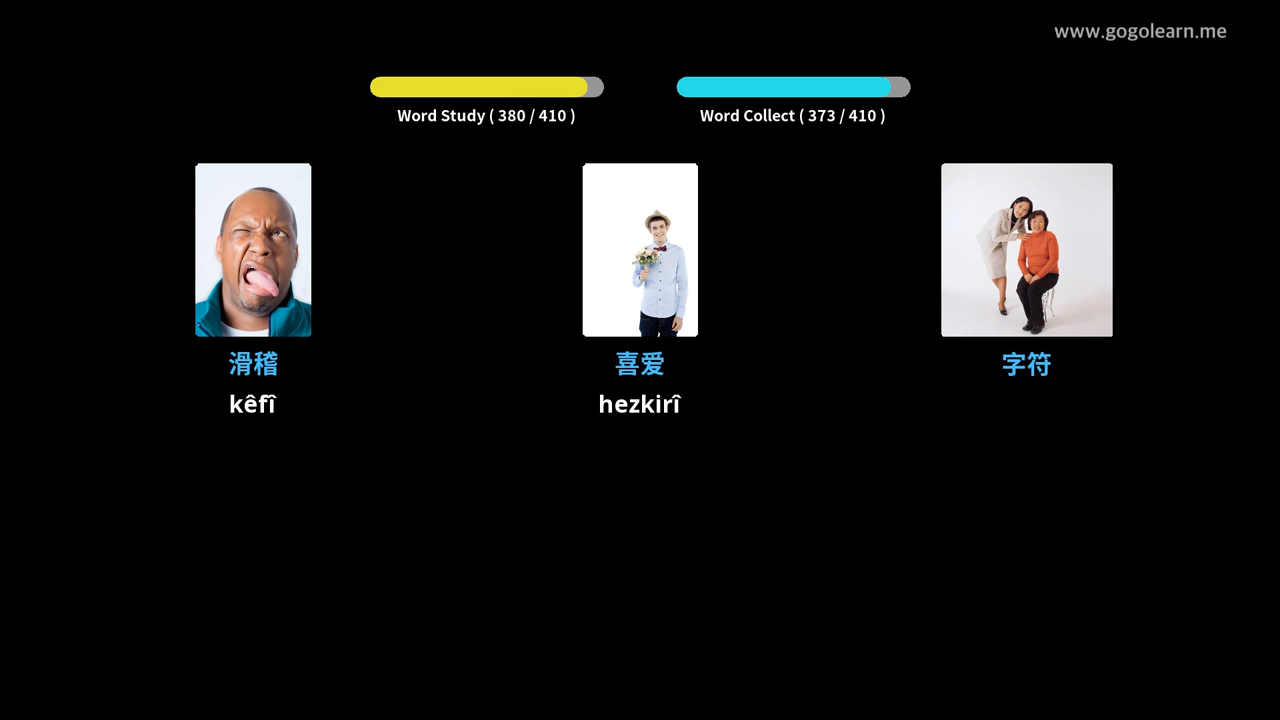 www.gogolearn.me
Word Study ( 380 / 410 )
Word Collect ( 373 / 410 )
滑稽
喜爱
字符
kêfî
hezkirî